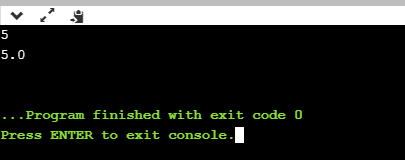 5
5.0
...Program finished with exit code 0
Press ENTER to exit console.